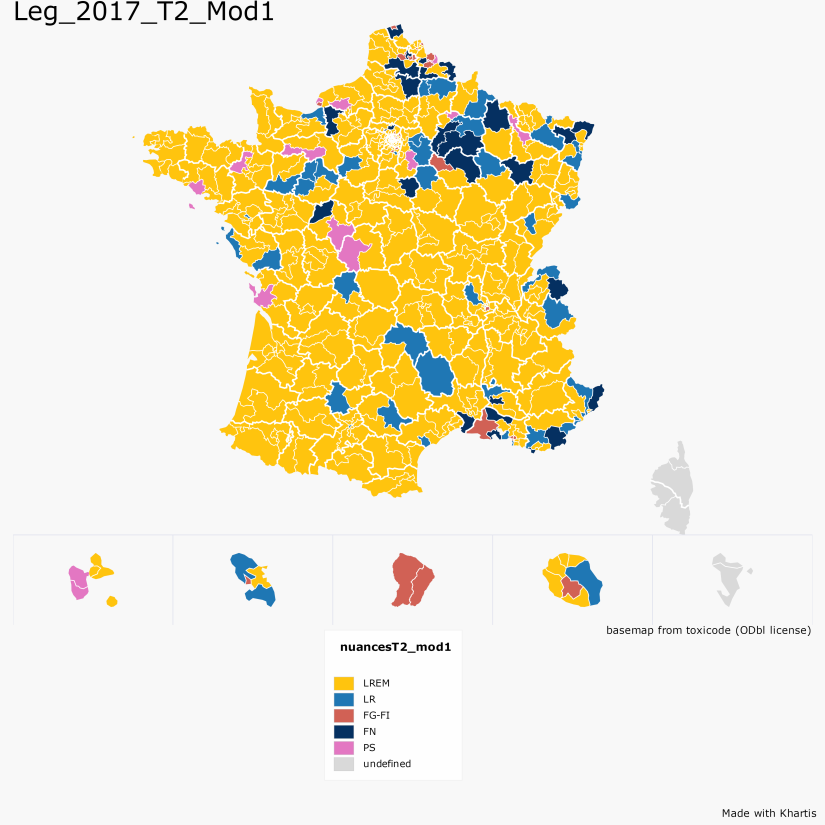 Leg_2017_T2_Mod1
basemap from toxicode (ODbl license)
nuancesT2_mod1
LREM
LR
FG-FI
FN
PS
undefined
Made with Khartis